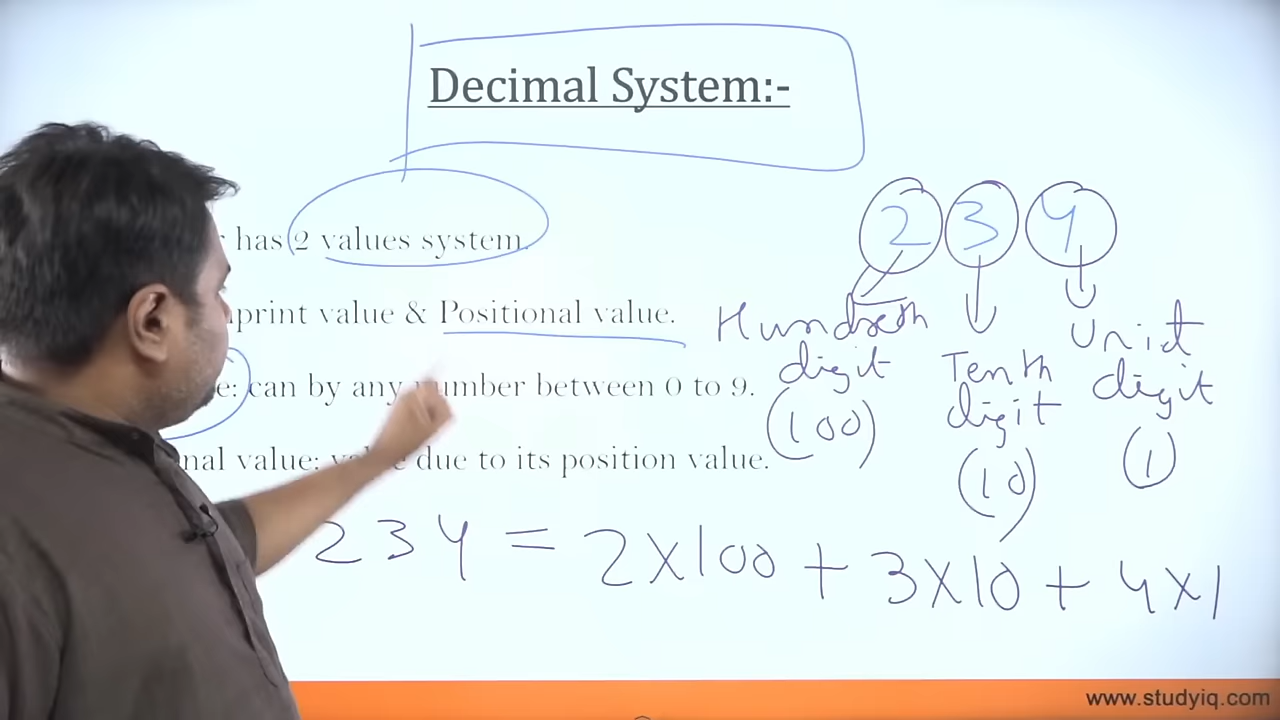 Decimal System:-
has 2 values system.
print value & Positional value.
can by any number between 0 to 9.
value: due to its position value.
2 3 4
Hundredth digit (100)
Tenth digit (10)
Unit digit (1)
234 = 2X100 + 3X10 + 4X1
www.studyiq.com